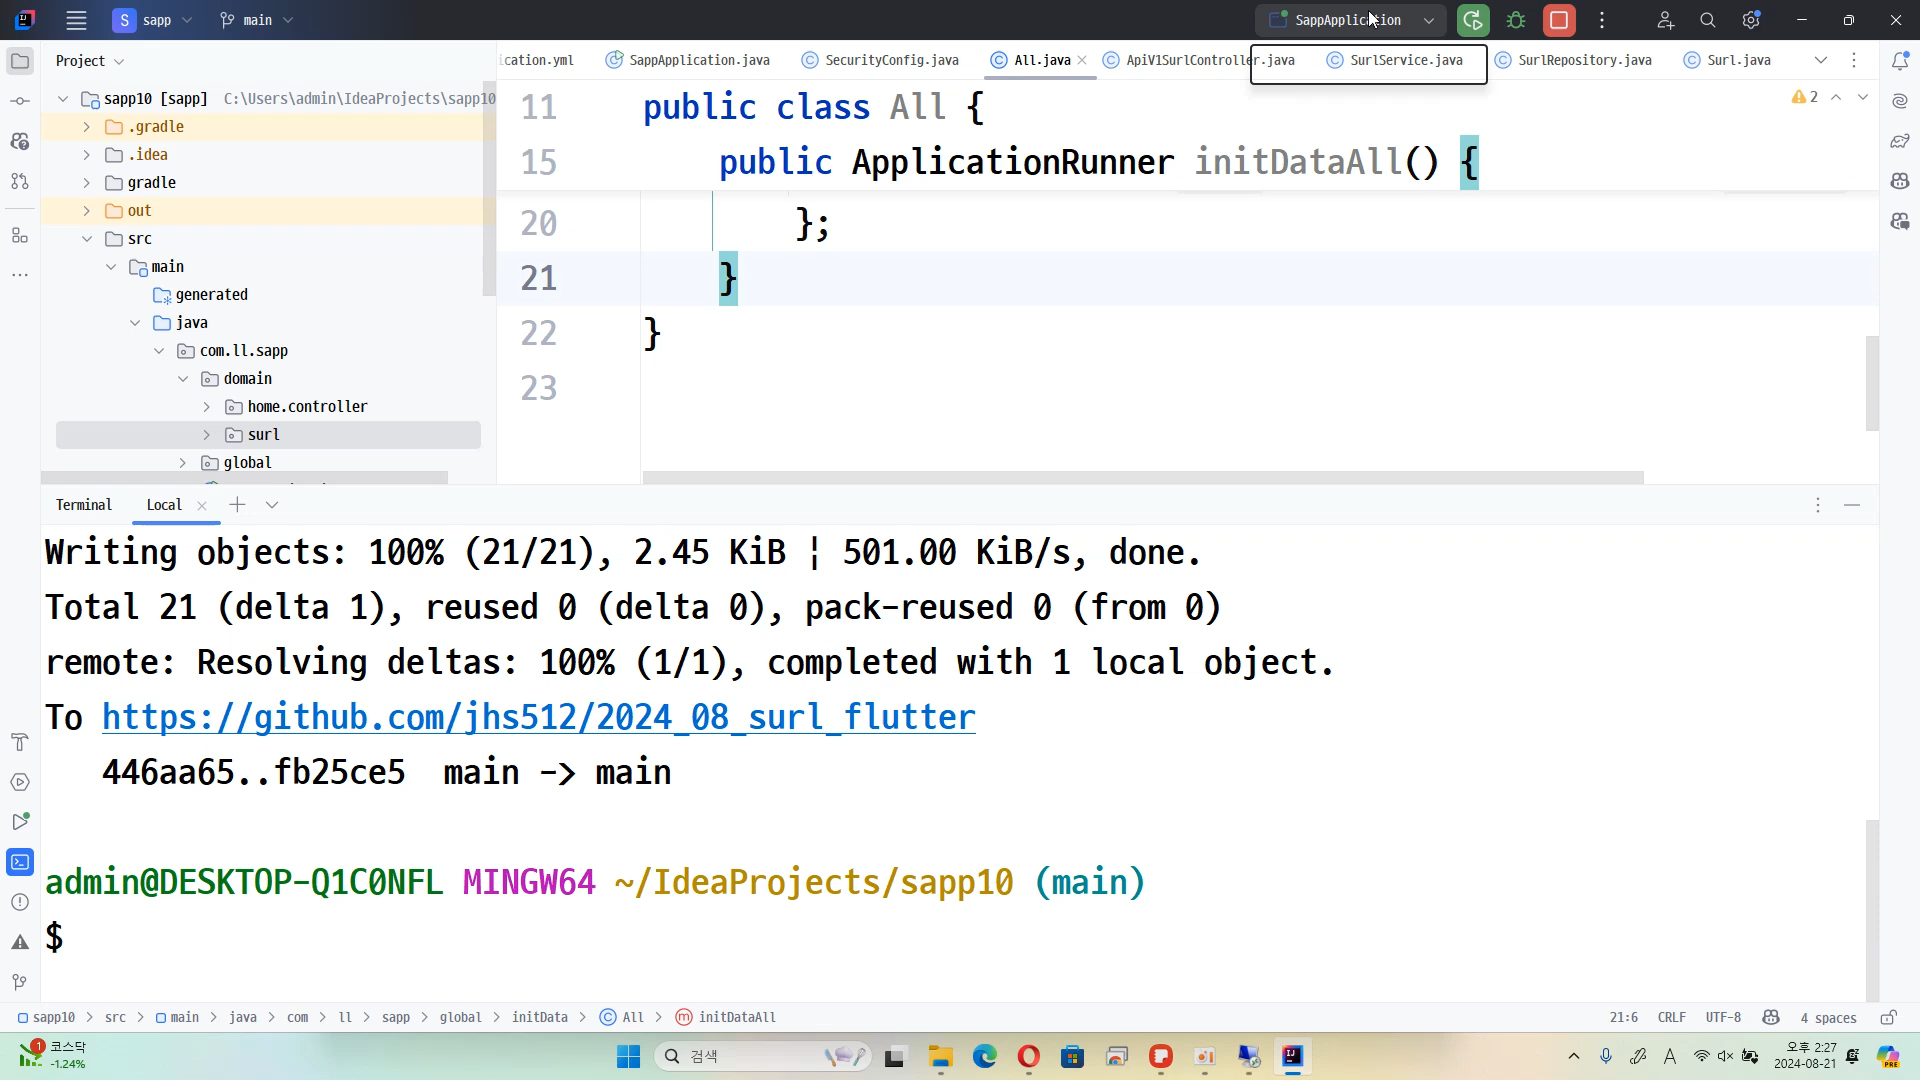 S sapp main SappApplication
Project
ication.yml SappApplication.java SecurityConfig.java All.java ApiV1SurlController.java SurlService.java SurlRepository.java Surl.java
sapp10 [sapp] C:\Users\admin\IdeaProjects\sapp10
.gradle
.idea
gradle
out
src
main
generated
java
com.ll.sapp
domain
home.controller
surl
global
2
11 public class All {
15 public ApplicationRunner initDataAll() {
20 };
21 }
22 }
23
Terminal Local
Writing objects: 100% (21/21), 2.45 KiB ¦ 501.00 KiB/s, done.
Total 21 (delta 1), reused 0 (delta 0), pack-reused 0 (from 0)
remote: Resolving deltas: 100% (1/1), completed with 1 local object.
To https://github.com/jhs512/2024_08_surl_flutter
446aa65..fb25ce5 main -> main
admin@DESKTOP-Q1C0NFL MINGW64 ~/IdeaProjects/sapp10 (main)
$
sapp10 > src > main > java > com > ll > sapp > global > initData > All > initDataAll 21:6 CRLF UTF-8 4 spaces
1 코스닥
-1.24%
검색
A 오후 2:27
2024-08-21